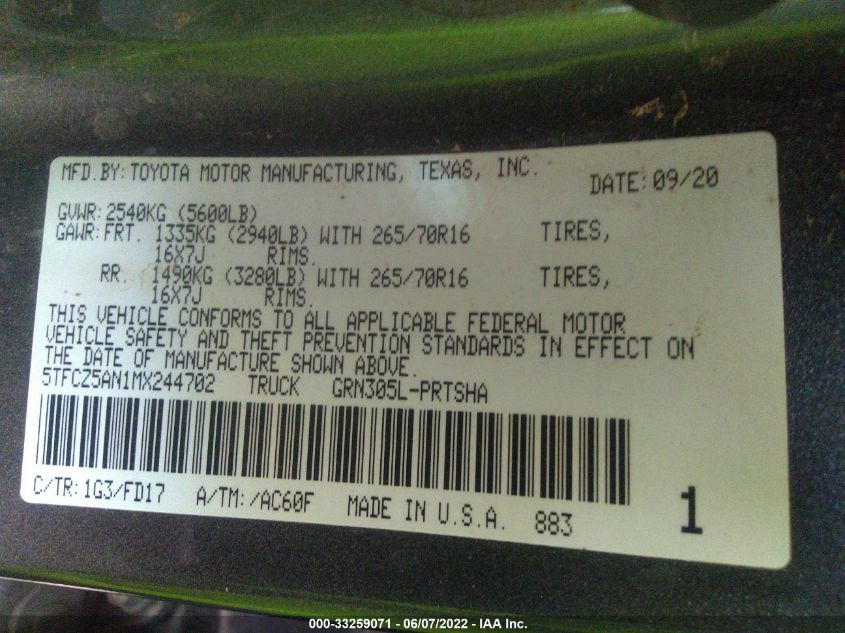 MFD.BY:TOYOTA MOTOR MANUFACTURING, TEXAS, INC. DATE:09/20
GVWR:2540KG (5600LB)
GAWR:FRT. 1335KG (2940LB) WITH 265/70R16 TIRES,
16X7J RIMS.
RR. 1490KG (3280LB) WITH 265/70R16 TIRES,
16X7J RIMS.
THIS VEHICLE CONFORMS TO ALL APPLICABLE FEDERAL MOTOR
VEHICLE SAFETY AND THEFT PREVENTION STANDARDS IN EFFECT ON
THE DATE OF MANUFACTURE SHOWN ABOVE.
5TFCZ5AN1MX244702 TRUCK GRN305L-PRTSHA
C/TR:1G3/FD17 A/TM:/AC60F MADE IN U.S.A. 883 1
000-33259071 - 06/07/2022 - IAA Inc.